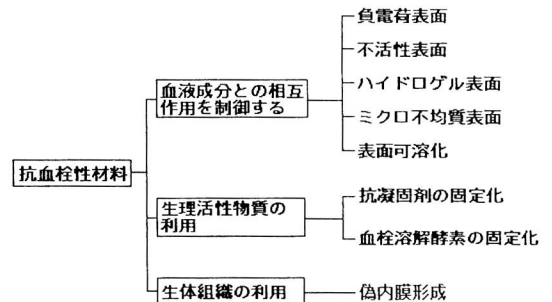 負電荷表面
不活性表面
血液成分との相互
作用を制御する
ハイドロゲル表面
ミクロ不均質表面
表面可溶化
抗血栓性材料
生理活性物質の
利用
抗凝固剤の固定化
血栓溶解酵素の固定化
生体組織の利用
偽内膜形成